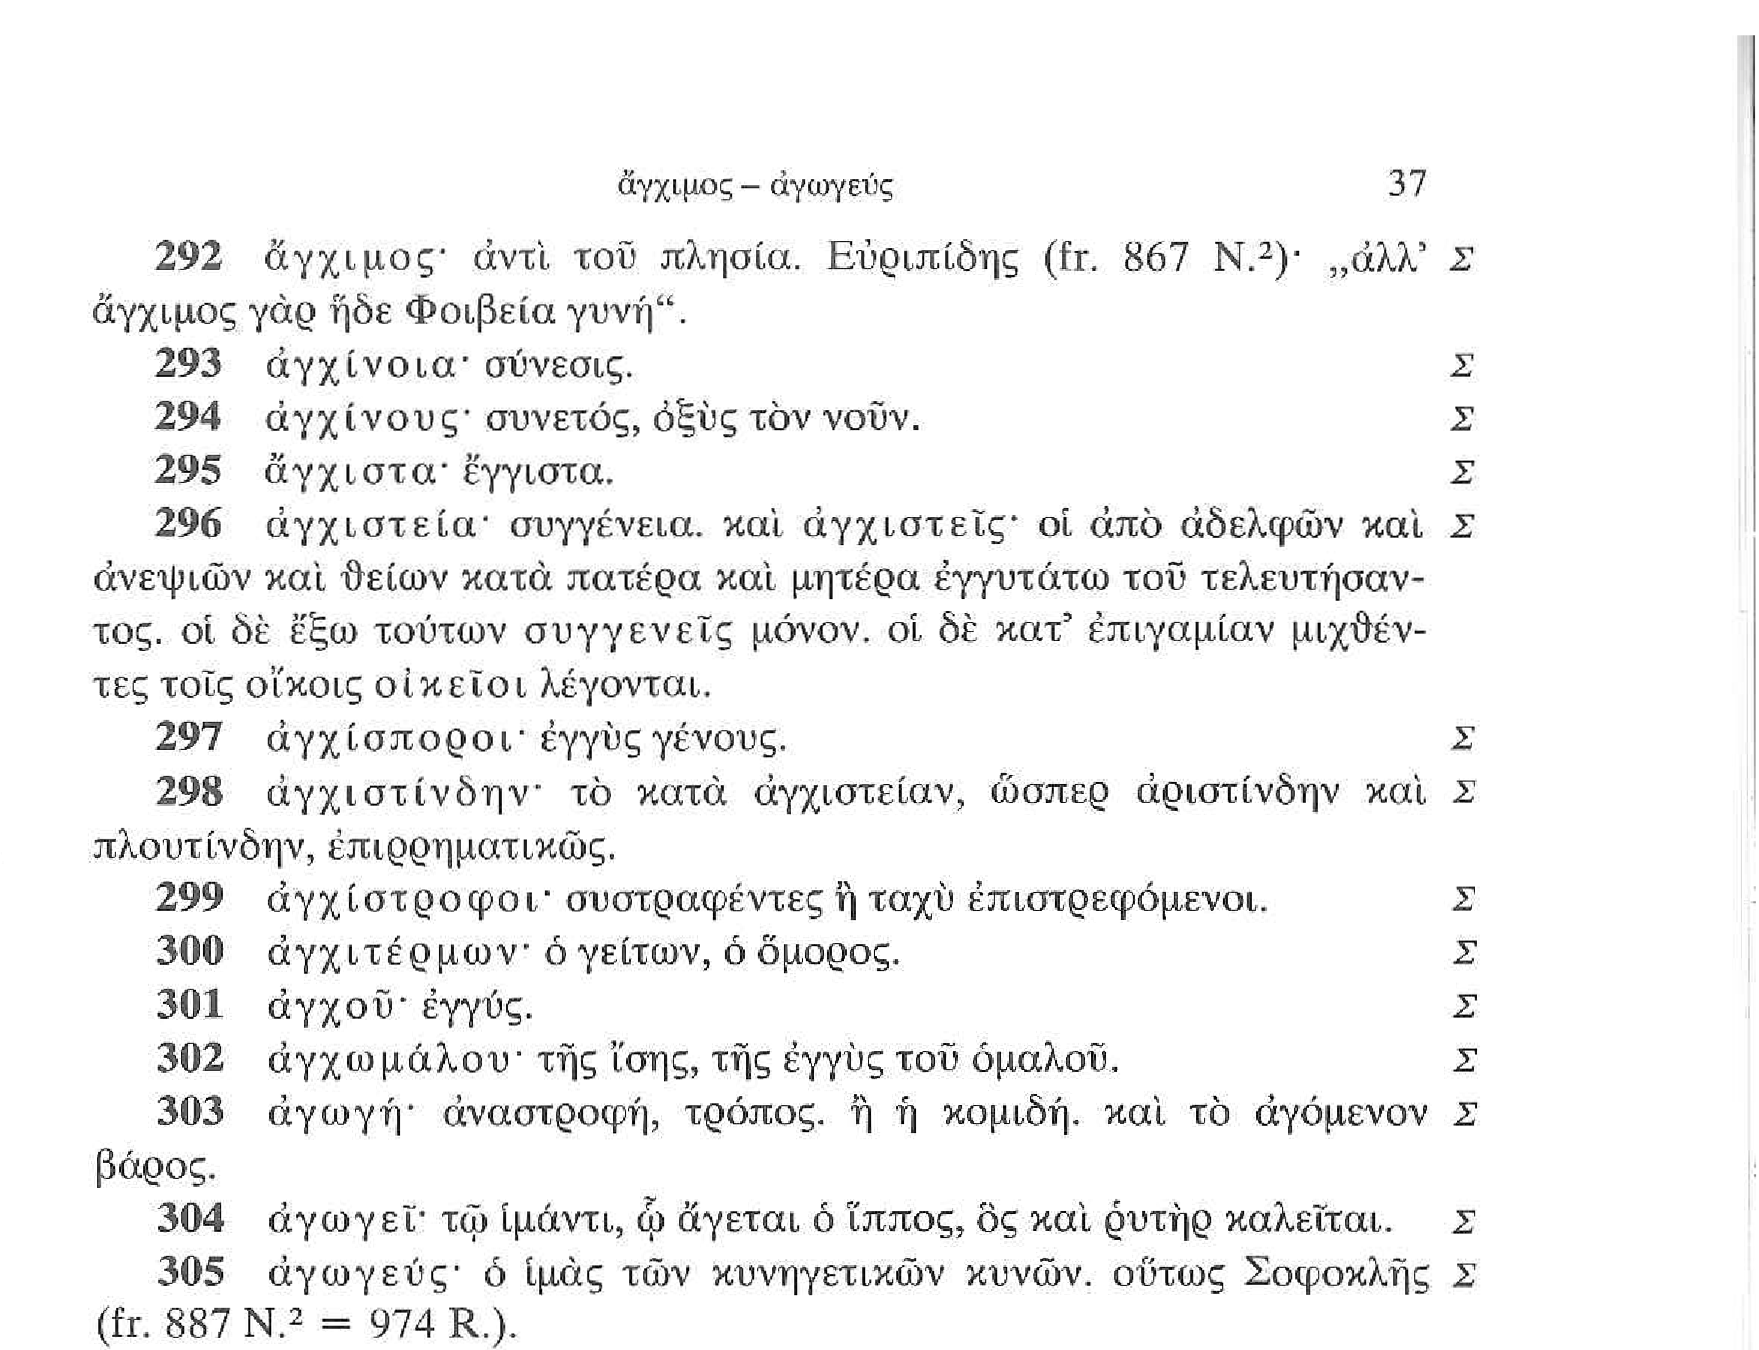 ἄγχιμος – ἀγωγεύς 37
292 ἄγχιμος· ἀντὶ τοῦ πλησία. Εὐριπίδης (fr. 867 N.²)· „ἀλλ’ Σ
ἄγχιμος γὰρ ἥδε Φοιβεία γυνή“.
293 ἀγχίνοια· σύνεσις. Σ
294 ἀγχίνους· συνετός, ὀξὺς τὸν νοῦν. Σ
295 ἄγχιστα· ἔγγιστα. Σ
296 ἀγχιστεία· συγγένεια. καὶ ἀγχιστεῖς· οἱ ἀπὸ ἀδελφῶν καὶ Σ
ἀνεψιῶν καὶ θείων κατὰ πατέρα καὶ μητέρα ἐγγυτάτω τοῦ τελευτήσαν-
τος. οἱ δὲ ἔξω τούτων συγγενεῖς μόνον. οἱ δὲ κατ’ ἐπιγαμίαν μιχθέν-
τες τοῖς οἴκοις οἰκεῖοι λέγονται.
297 ἀγχίσποροι· ἐγγὺς γένους. Σ
298 ἀγχιστίνδην· τὸ κατὰ ἀγχιστείαν, ὥσπερ ἀριστίνδην καὶ Σ
πλουτίνδην, ἐπιρρηματικῶς.
299 ἀγχίστροφοι· συστραφέντες ἢ ταχὺ ἐπιστρεφόμενοι. Σ
300 ἀγχιτέρμων· ὁ γείτων, ὁ ὅμορος. Σ
301 ἀγχοῦ· ἐγγύς. Σ
302 ἀγχωμάλου· τῆς ἴσης, τῆς ἐγγὺς τοῦ ὁμαλοῦ. Σ
303 ἀγωγή· ἀναστροφή, τρόπος. ἢ ἡ κομιδή. καὶ τὸ ἀγόμενον Σ
βάρος.
304 ἀγωγεῖ· τῷ ἱμάντι, ᾧ ἄγεται ὁ ἵππος, ὃς καὶ ῥυτὴρ καλεῖται. Σ
305 ἀγωγεύς· ὁ ἱμὰς τῶν κυνηγετικῶν κυνῶν. οὕτως Σοφοκλῆς Σ
(fr. 887 N.² = 974 R.).